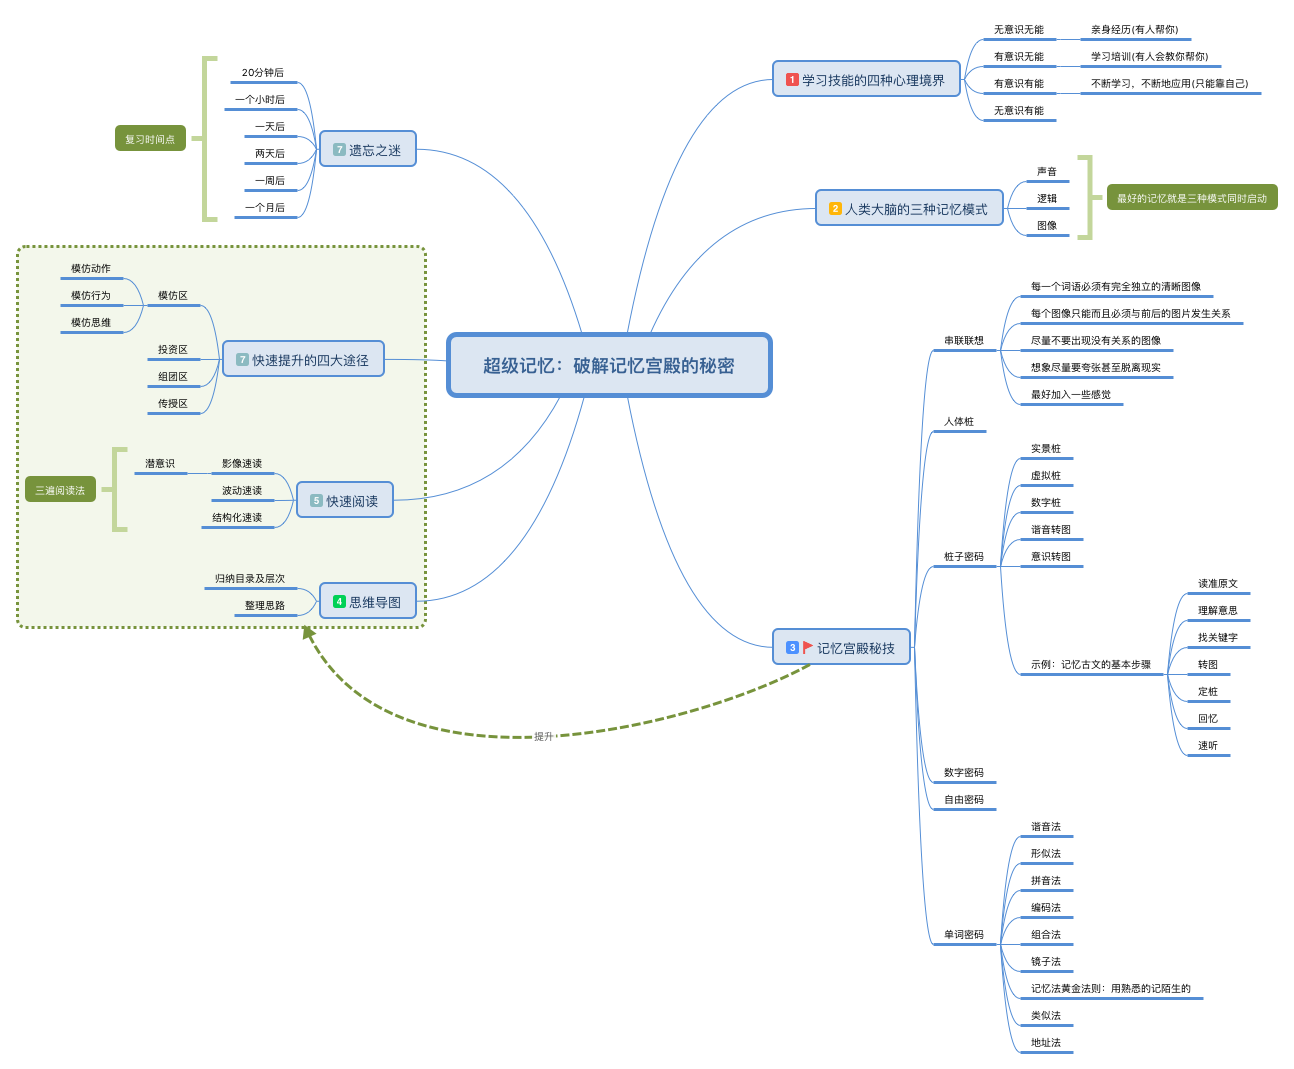 超级记忆：破解记忆宫殿的秘密
1 学习技能的四种心理境界
无意识无能
亲身经历(有人帮你)
有意识无能
学习培训(有人会教你帮你)
有意识有能
不断学习，不断地应用(只能靠自己)
无意识有能
2 人类大脑的三种记忆模式
声音
逻辑
图像
最好的记忆就是三种模式同时启动
3 记忆宫殿秘技
串联联想
每一个词语必须有完全独立的清晰图像
每个图像只能而且必须与前后的图片发生关系
尽量不要出现没有关系的图像
想象尽量要夸张甚至脱离现实
最好加入一些感觉
人体桩
桩子密码
实景桩
虚拟桩
数字桩
谐音转图
意识转图
示例：记忆古文的基本步骤
读准原文
理解意思
找关键字
转图
定桩
回忆
速听
数字密码
自由密码
单词密码
谐音法
形似法
拼音法
编码法
组合法
镜子法
记忆法黄金法则：用熟悉的记陌生的
类似法
地址法
提升
4 思维导图
归纳目录及层次
整理思路
5 快速阅读
影像速读
潜意识
波动速读
结构化速读
三遍阅读法
7 快速提升的四大途径
模仿区
模仿动作
模仿行为
模仿思维
投资区
组团区
传授区
7 遗忘之迷
20分钟后
一个小时后
一天后
两天后
一周后
一个月后
复习时间点